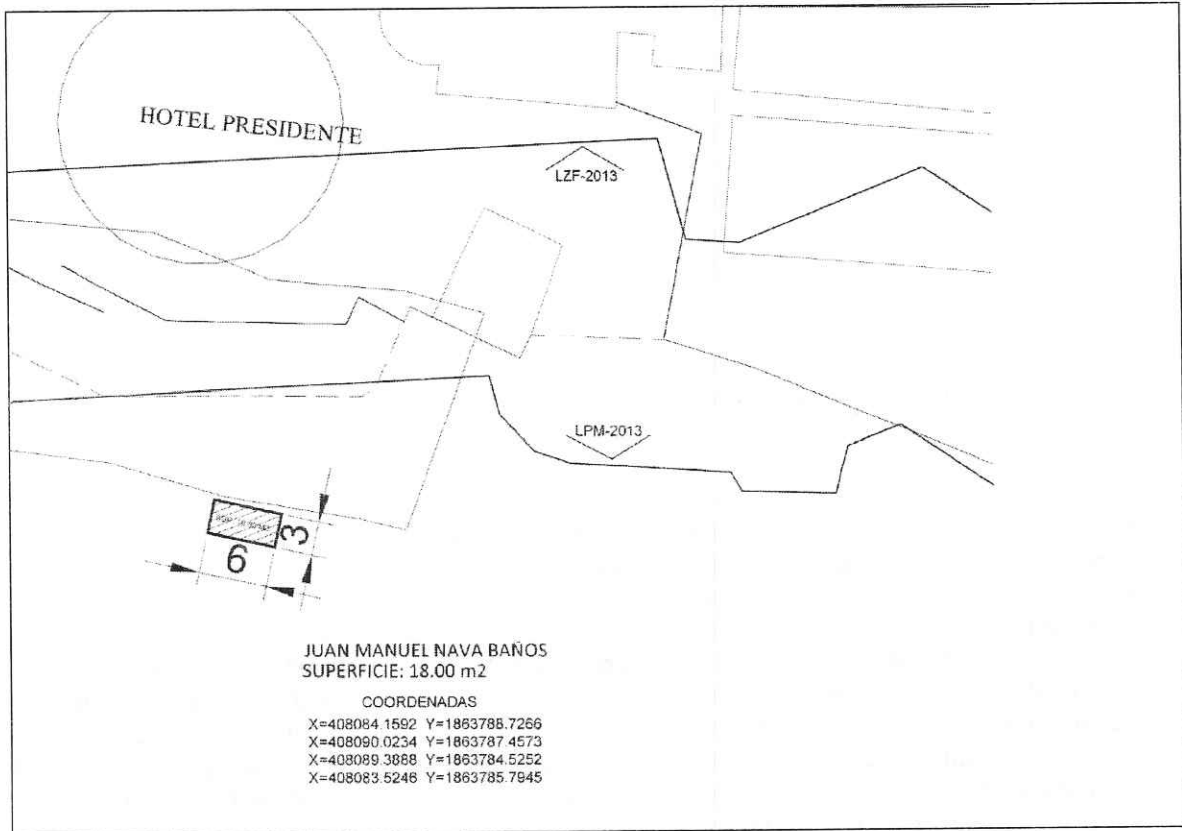 HOTEL PRESIDENTE
LZF-2013
LPM-2013
3
6
JUAN MANUEL NAVA BAÑOS
SUPERFICIE: 18.00 m2
COORDENADAS
X=408084.1592 Y=1863788.7266
X=408090.0234 Y=1863787.4573
X=408089.3888 Y=1863784.5252
X=408083.5246 Y=1863785.7945